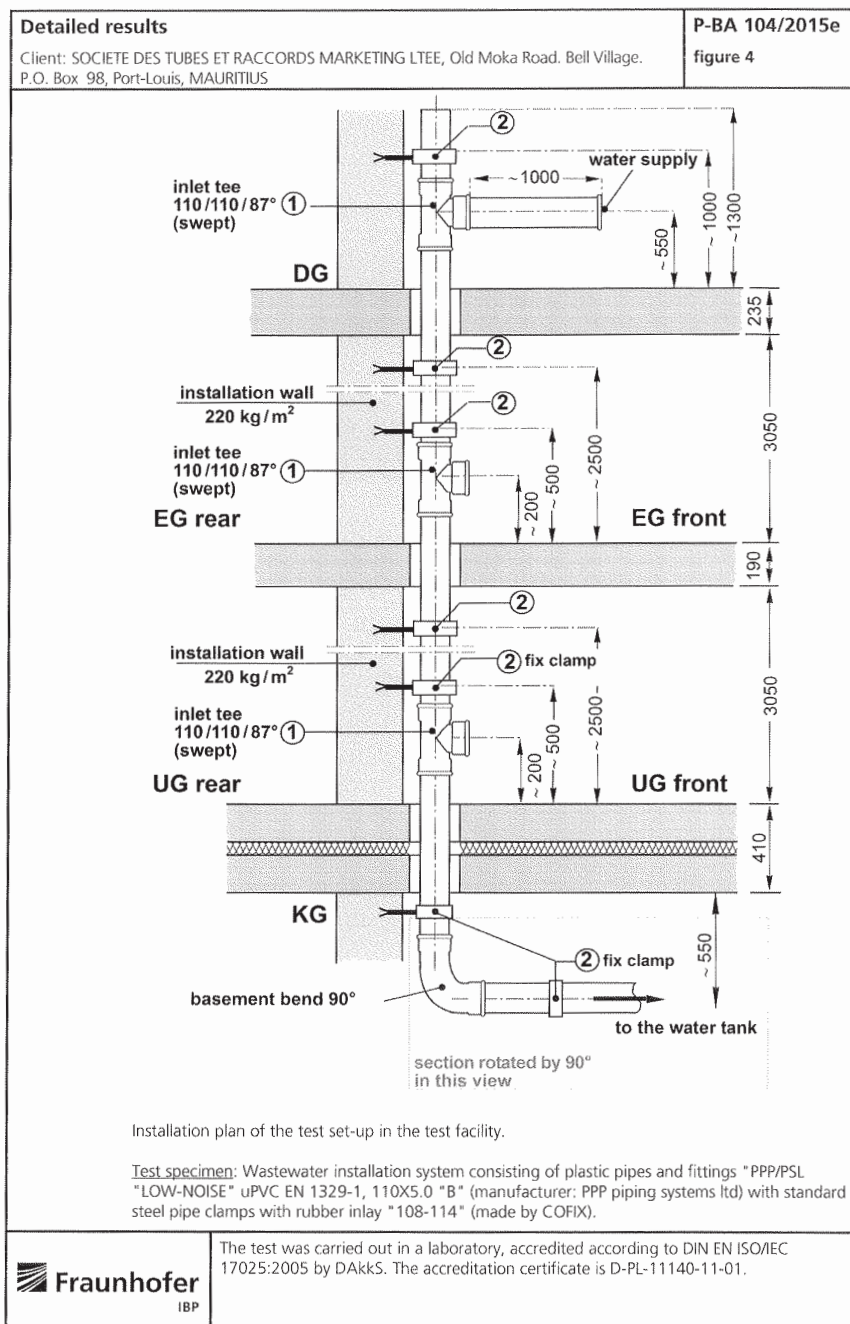 Detailed results
P-BA 104/2015e
Client: SOCIETE DES TUBES ET RACCORDS MARKETING LTEE, Old Moka Road. Bell Village.
P.O. Box 98, Port-Louis, MAURITIUS
figure 4
2
water supply
~1000
inlet tee
110/110/87° 1
(swept)
~ 550
~ 1000
~1300
DG
235
2
installation wall
220 kg/m²
2
inlet tee
110/110/87° 1
(swept)
~ 200
~ 500
~ 2500
3050
EG rear
EG front
190
2
installation wall
220 kg/m²
2 fix clamp
inlet tee
110/110/87° 1
(swept)
~ 200
~ 500
~ 2500~
3050
UG rear
UG front
410
KG
2 fix clamp
~ 550
basement bend 90°
to the water tank
section rotated by 90°
in this view
Installation plan of the test set-up in the test facility.
Test specimen: Wastewater installation system consisting of plastic pipes and fittings "PPP/PSL
"LOW-NOISE" uPVC EN 1329-1, 110X5.0 "B" (manufacturer: PPP piping systems ltd) with standard
steel pipe clamps with rubber inlay "108-114" (made by COFIX).
Fraunhofer
IBP
The test was carried out in a laboratory, accredited according to DIN EN ISO/IEC
17025:2005 by DAkkS. The accreditation certificate is D-PL-11140-11-01.